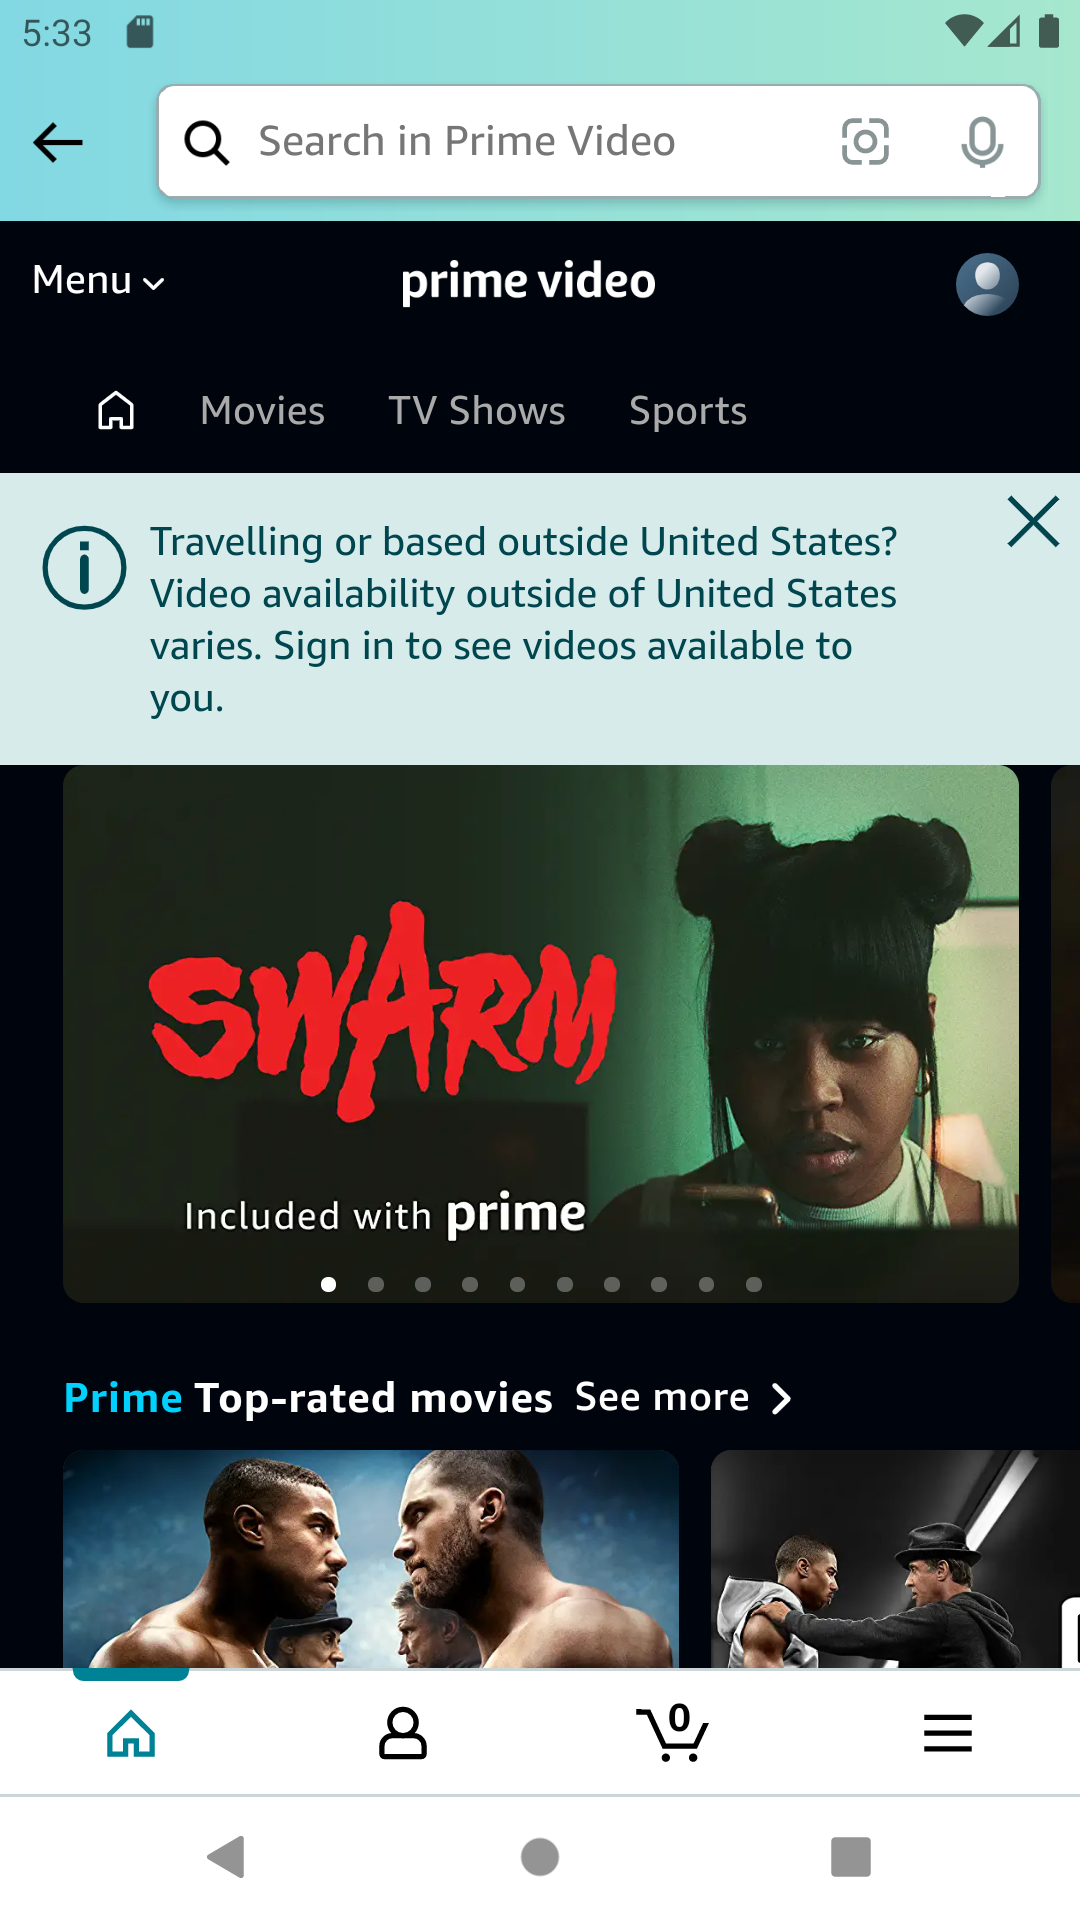 5:33
Search in Prime Video
Menu
prime video
Movies
TV Shows
Sports
Travelling or based outside United States?
Video availability outside of United States
varies. Sign in to see videos available to
you.
SWARM
Included with prime
Prime Top-rated movies See more
0